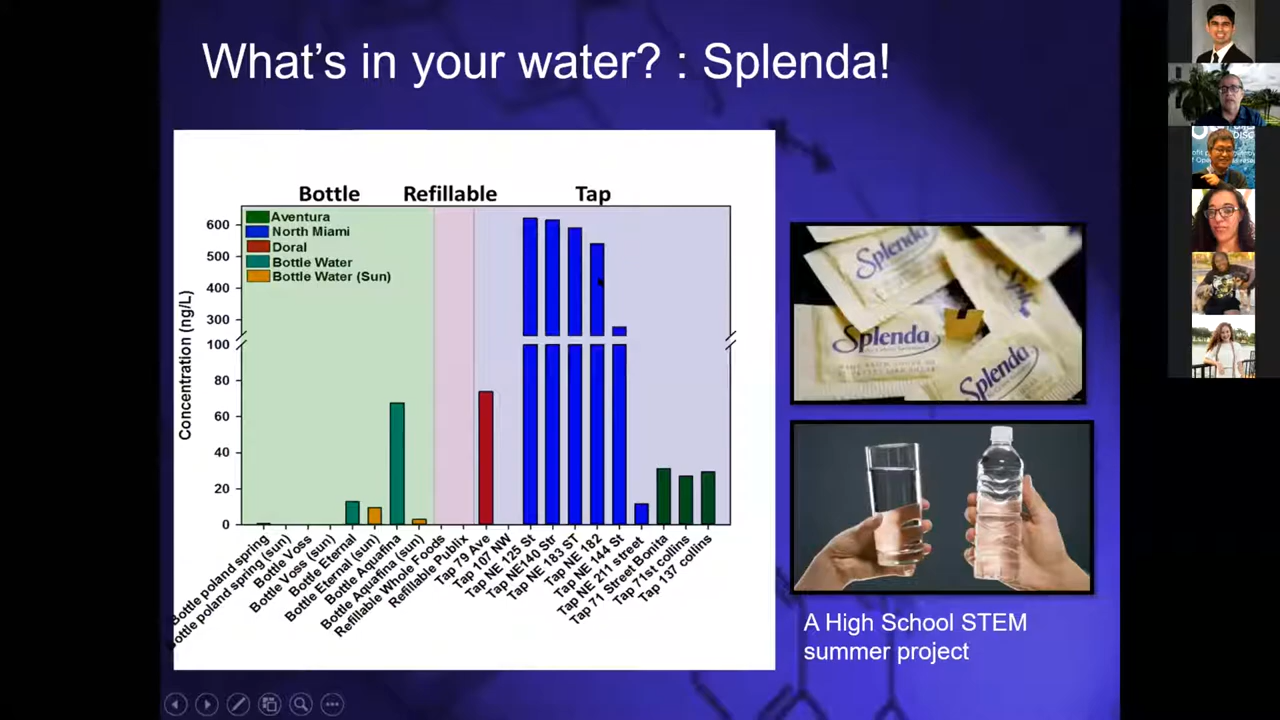 What's in your water? : Splenda!
Bottle
Refillable
Tap
Aventura
North Miami
Doral
Bottle Water
Bottle Water (Sun)
Concentration (ng/L)
600
500
400
300
100
80
60
40
20
0
Bottle poland spring
Bottle poland spring (sun)
Bottle Voss
Bottle Voss (sun)
Bottle Eternal
Bottle Eternal (sun)
Bottle Aquafina
Bottle Aquafina (sun)
Refillable Whole Foods
Refillable Publix
Tap 79 Ave
Tap 107 NW
Tap NE 125 St
Tap NE140 Str
Tap NE 183 ST
Tap NE 182
Tap NE 144 St
Tap NE 211 street
Tap 71 Street Bonita
Tap 71st collins
Tap 137 collins
Splenda
Splenda
Splenda
A High School STEM
summer project